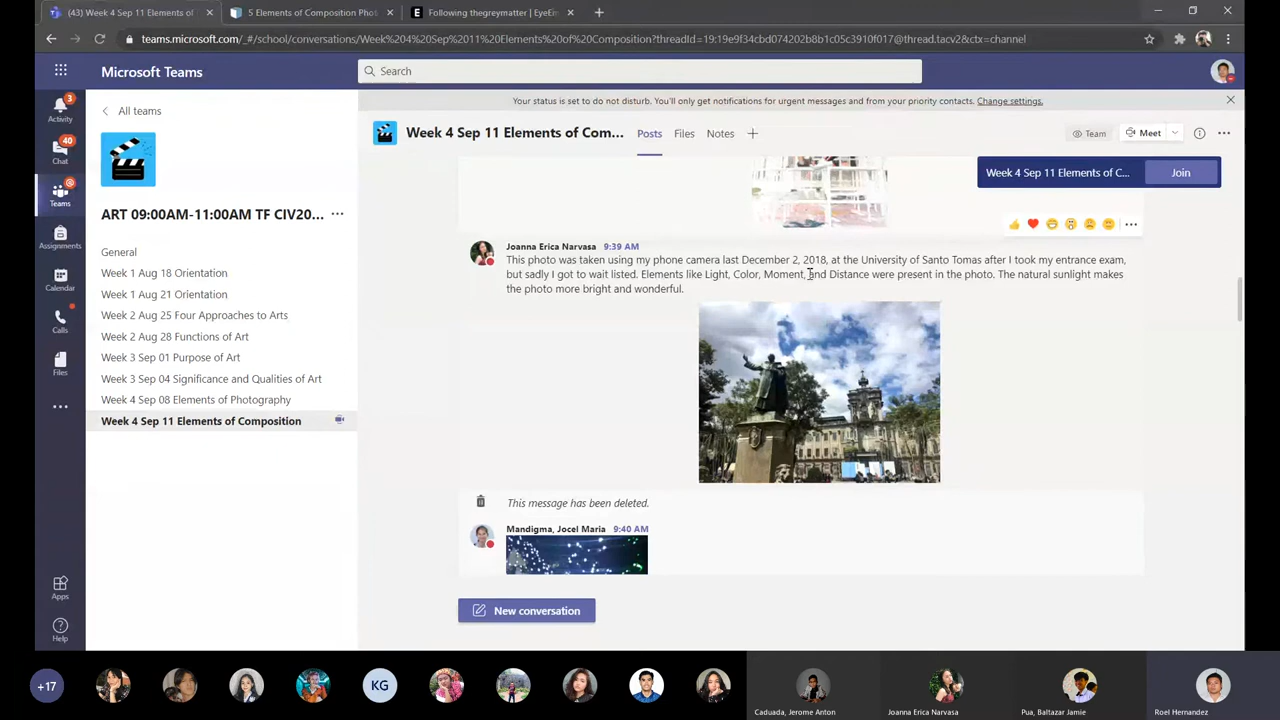 (43) Week 4 Sep 11 Elements of
5 Elements of Composition Phot
Following thegreymatter | EyeEm
teams.microsoft.com/_#/school/conversations/Week%204%20Sep%2011%20Elements%20of%20Composition?threadId=19:19e9f34cbd074202b8b1c05c3910f017@thread.tacv2&ctx=channel
Microsoft Teams
Search
Your status is set to do not disturb. You'll only get notifications for urgent messages and from your priority contacts. Change settings.
Activity
3
Chat
40
Teams
Assignments
Calendar
Calls
Files
Apps
Help
All teams
ART 09:00AM-11:00AM TF CIV20...
General
Week 1 Aug 18 Orientation
Week 1 Aug 21 Orientation
Week 2 Aug 25 Four Approaches to Arts
Week 2 Aug 28 Functions of Art
Week 3 Sep 01 Purpose of Art
Week 3 Sep 04 Significance and Qualities of Art
Week 4 Sep 08 Elements of Photography
Week 4 Sep 11 Elements of Composition
Week 4 Sep 11 Elements of Com...
Posts
Files
Notes
Team
Meet
Week 4 Sep 11 Elements of C...
Join
Joanna Erica Narvasa 9:39 AM
This photo was taken using my phone camera last December 2, 2018, at the University of Santo Tomas after I took my entrance exam,
but sadly I got to wait listed. Elements like Light, Color, Moment, and Distance were present in the photo. The natural sunlight makes
the photo more bright and wonderful.
This message has been deleted.
Mandigma, Jocel Maria 9:40 AM
New conversation
+17
KG
Caduada, Jerome Anton
Joanna Erica Narvasa
Pua, Baltazar Jamie
Roel Hernandez